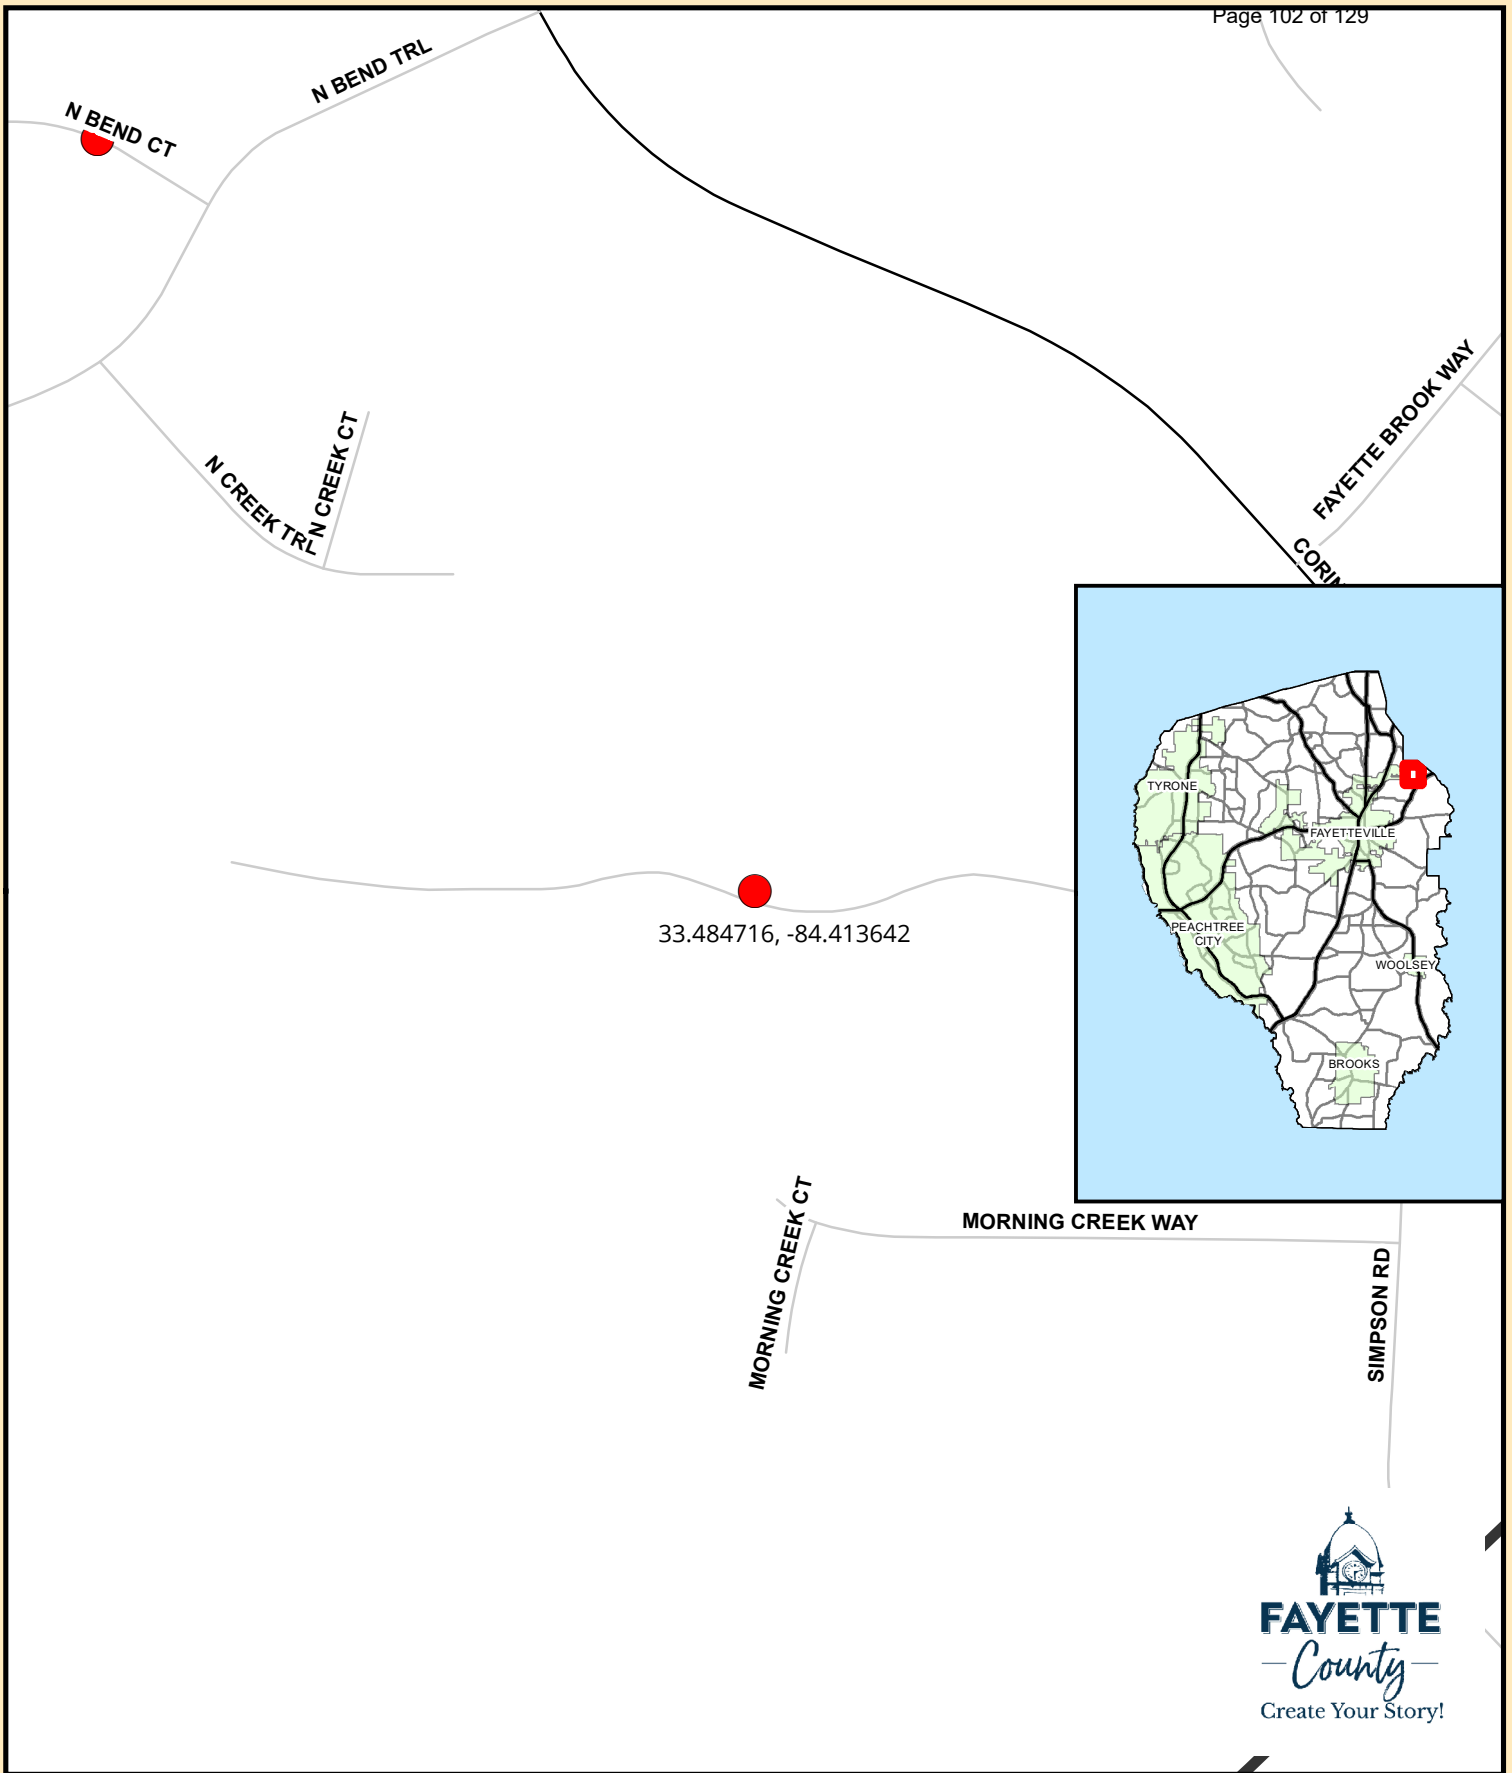 Page 102 of 129
N BEND TRL
N BEND CT
FAYETTE BROOK WAY
N CREEK CT
N CREEK TRL
CORIN
TYRONE
FAYETTEVILLE
PEACHTREE
CITY
WOOLSEY
BROOKS
33.484716, -84.413642
MORNING CREEK CT
MORNING CREEK WAY
SIMPSON RD
FAYETTE
County
Create Your Story!